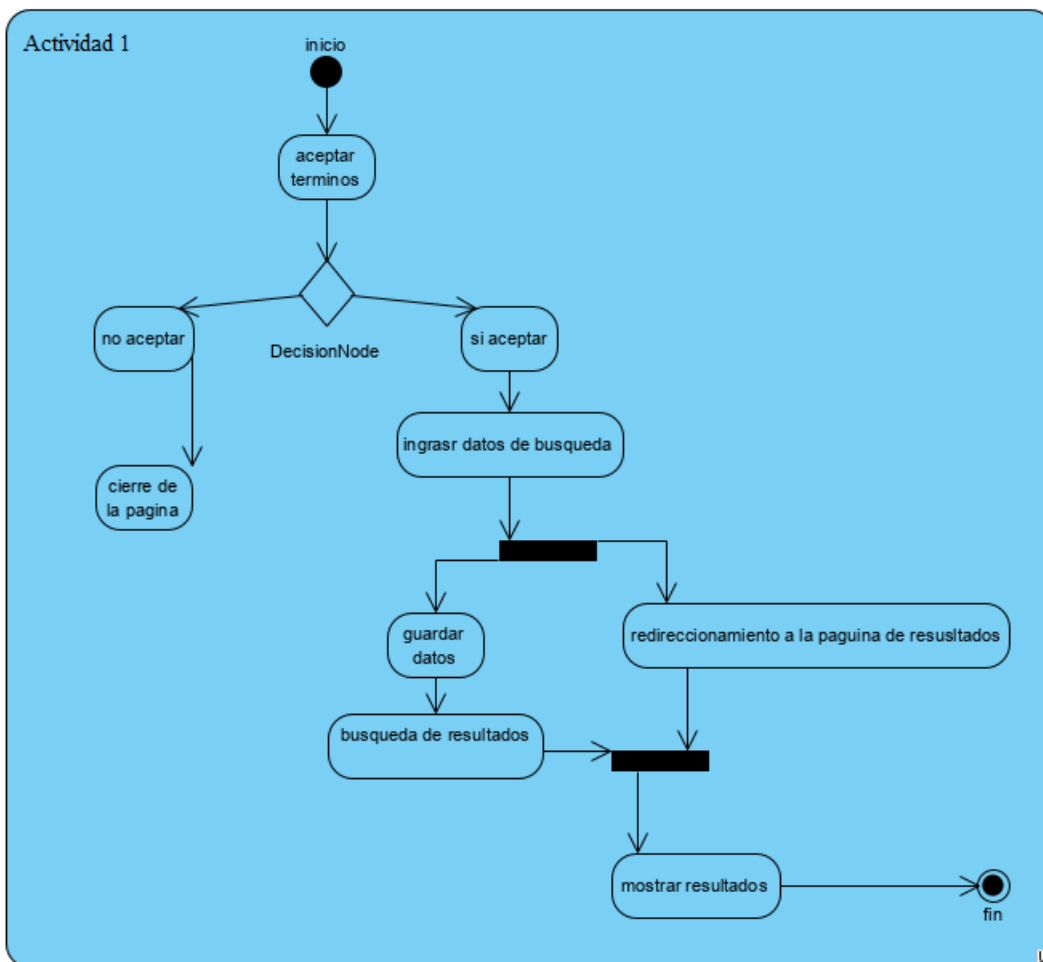 Actividad 1
inicio
aceptar
terminos
DecisionNode
no aceptar
si aceptar
ingrasr datos de busqueda
cierre de
la pagina
guardar
datos
redireccionamiento a la paguina de resusltados
busqueda de resultados
mostrar resultados
fin